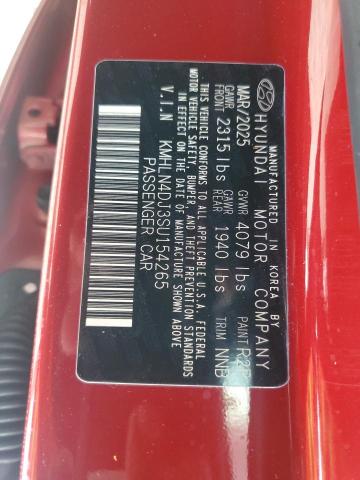 MANUFACTURED IN KOREA BY
HYUNDAI MOTOR COMPANY
MAR/2025 GVWR 4079 lbs PAINT R2P
GAWR FRONT 2315 lbs GAWR REAR 1940 lbs TRIM NNB
THIS VEHICLE CONFORMS TO ALL APPLICABLE U.S.A. FEDERAL
MOTOR VEHICLE SAFETY, BUMPER, AND THEFT PREVENTION STANDARDS
IN EFFECT ON THE DATE OF MANUFACTURE SHOWN ABOVE
V.I.N KMHLN4DJ3SU154265
PASSENGER CAR